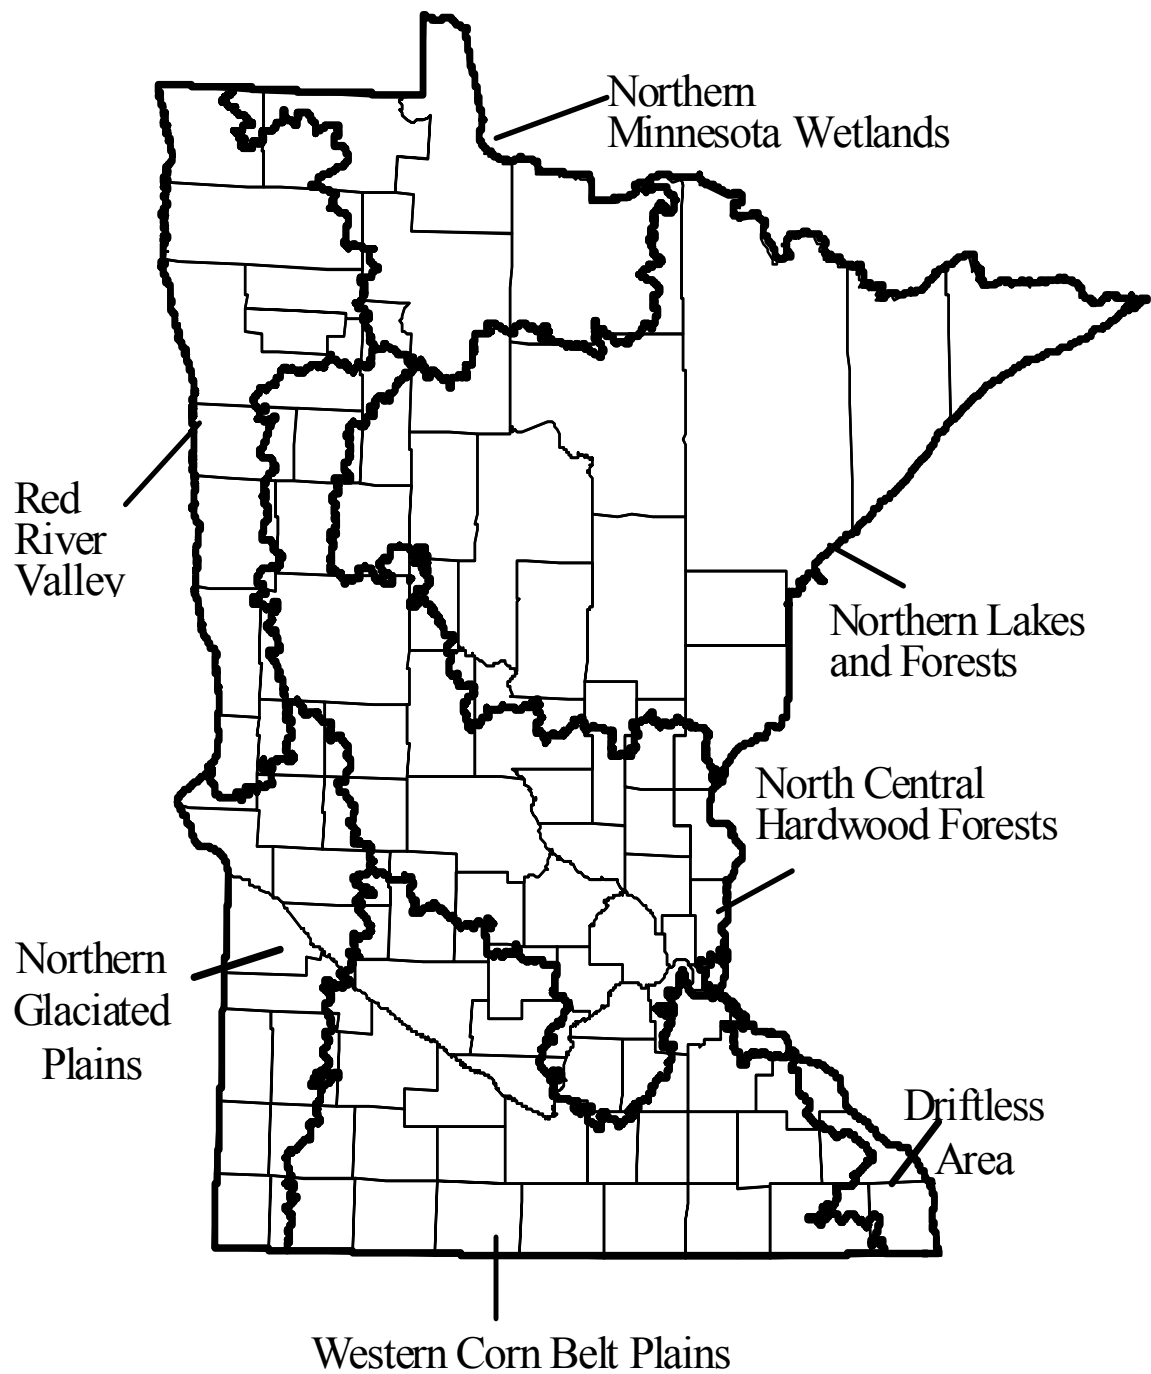 Northern
Minnesota Wetlands
Red
River
Valley
Northern Lakes
and Forests
North Central
Hardwood Forests
Northern
Glaciated
Plains
Driftless
Area
Western Corn Belt Plains